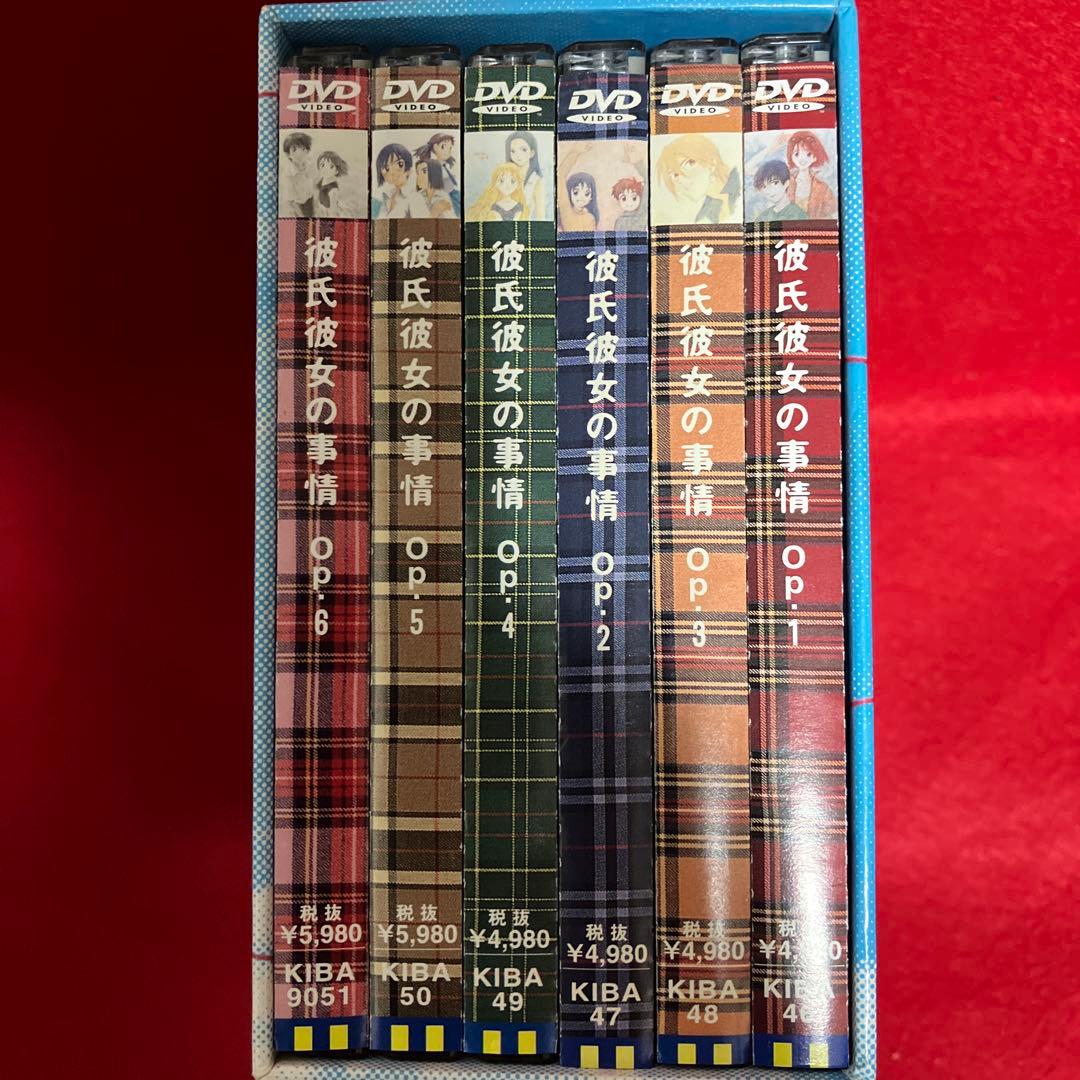 DVD
VIDEO
彼氏彼女の事情 Op.6
税抜
¥5,980
KIBA
9051
DVD
VIDEO
彼氏彼女の事情 Op.5
税抜
¥5,980
KIBA
50
DVD
VIDEO
彼氏彼女の事情 Op.4
税抜
¥4,980
KIBA
49
DVD
VIDEO
彼氏彼女の事情 Op.2
税抜
¥4,980
KIBA
47
DVD
VIDEO
彼氏彼女の事情 Op.3
税抜
¥4,980
KIBA
48
DVD
VIDEO
彼氏彼女の事情 Op.1
税抜
¥4,980
KIBA
46